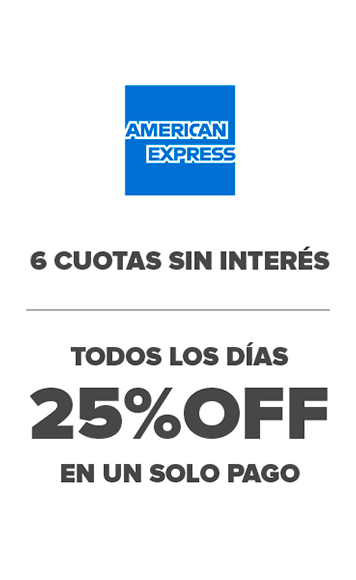 AMERICAN
EXPRESS
6 CUOTAS SIN INTERÉS
TODOS LOS DÍAS
25%OFF
EN UN SOLO PAGO